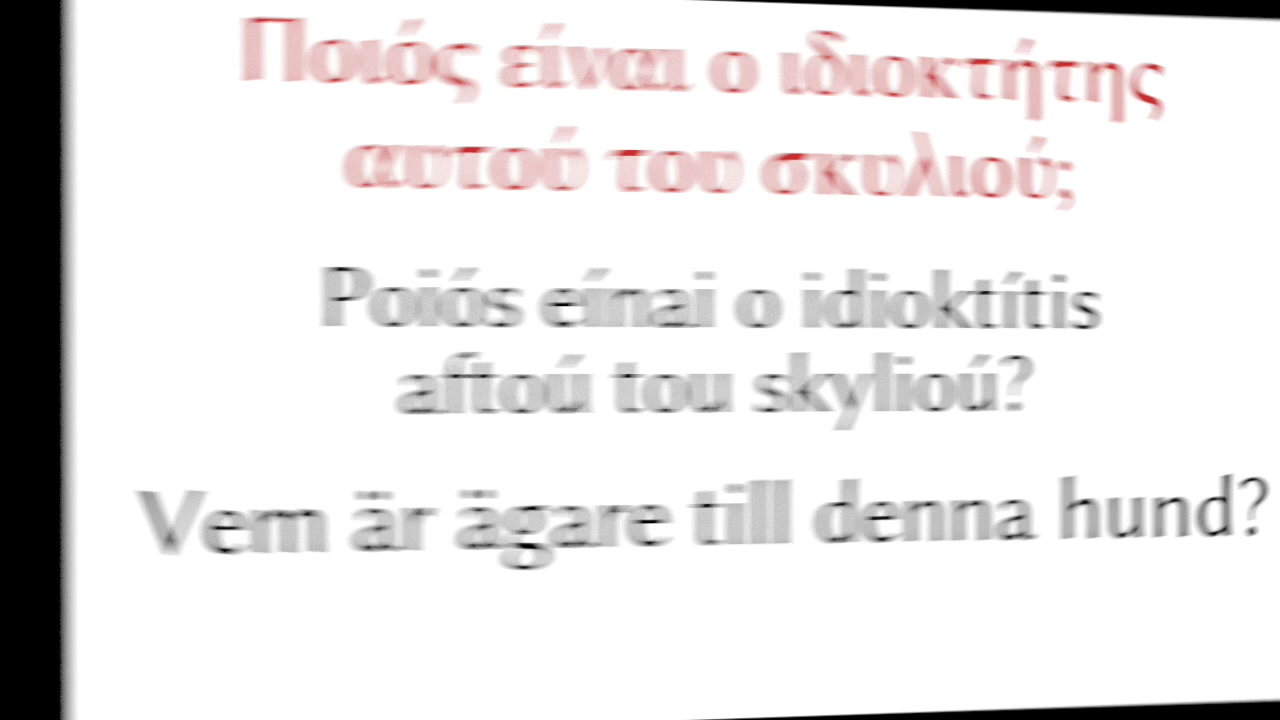 Ποιός είναι ο ιδιοκτήτης
αυτού του σκυλιού;
Poiós eínai o idioktítis
aftoú tou skylioú?
Vem är ägare till denna hund?